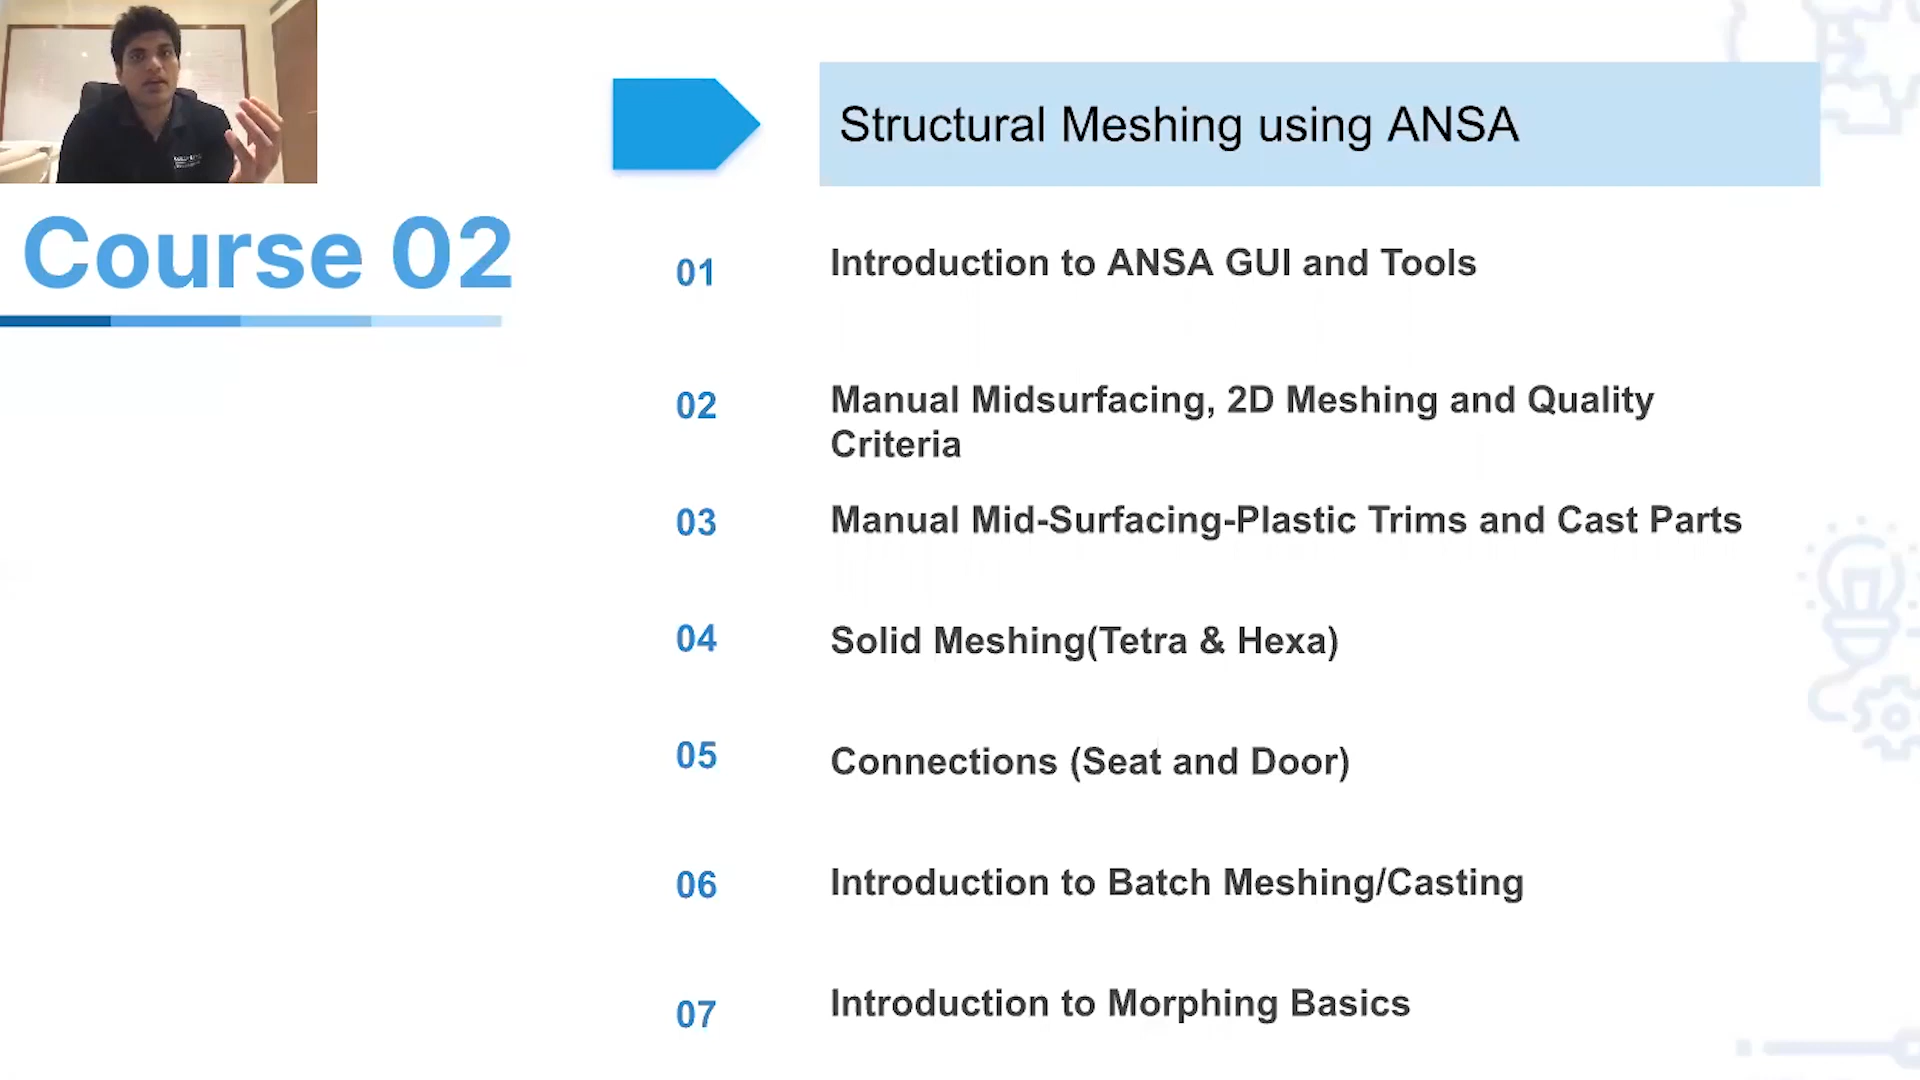 Structural Meshing using ANSA
Course 02
01 Introduction to ANSA GUI and Tools
02 Manual Midsurfacing, 2D Meshing and Quality
Criteria
03 Manual Mid-Surfacing-Plastic Trims and Cast Parts
04 Solid Meshing(Tetra & Hexa)
05 Connections (Seat and Door)
06 Introduction to Batch Meshing/Casting
07 Introduction to Morphing Basics